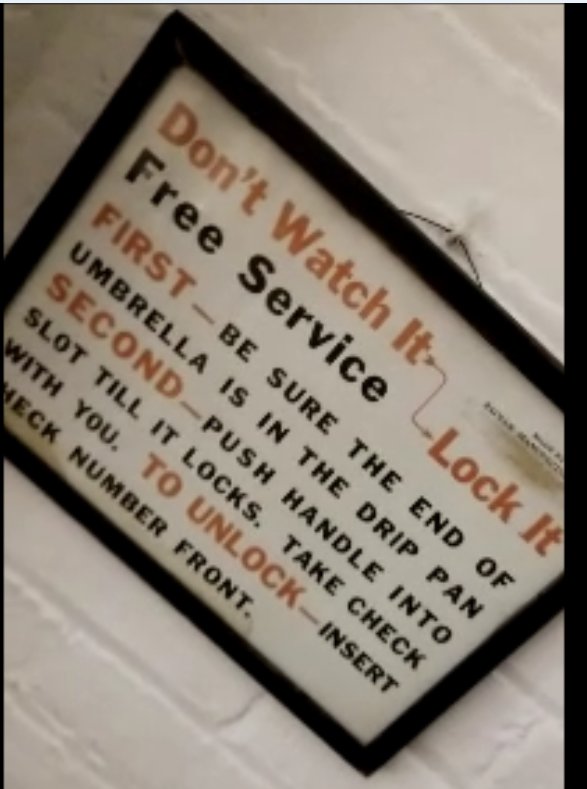 Don't Watch It
Lock It
Free Service
FIRST—BE SURE THE END OF
UMBRELLA IS IN THE DRIP PAN
SECOND—PUSH HANDLE INTO
SLOT TILL IT LOCKS. TAKE CHECK
WITH YOU. TO UNLOCK—INSERT
HECK NUMBER FRONT.